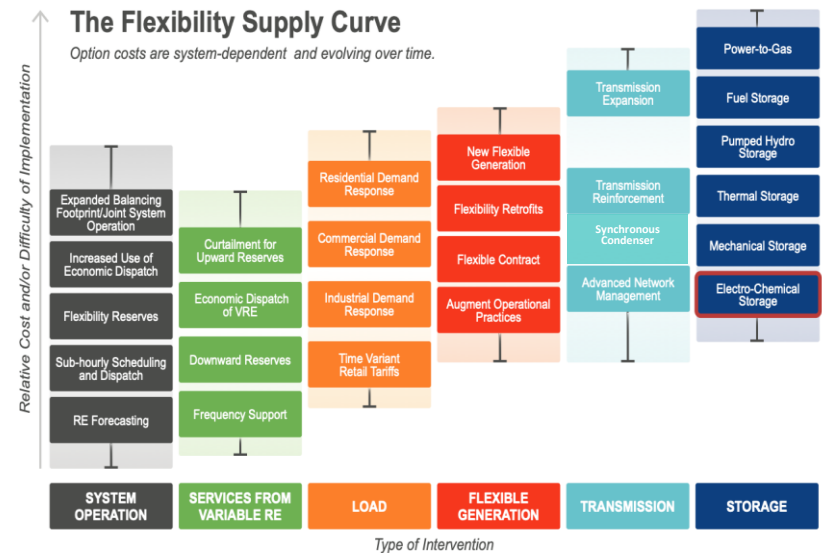 The Flexibility Supply Curve
Option costs are system-dependent and evolving over time.
Relative Cost and/or Difficulty of Implementation
Expanded Balancing
Footprint/Joint System
Operation
Increased Use of
Economic Dispatch
Flexibility Reserves
Sub-hourly Scheduling
and Dispatch
RE Forecasting
Curtailment for
Upward Reserves
Economic Dispatch
of VRE
Downward Reserves
Frequency Support
Residential Demand
Response
Commercial Demand
Response
Industrial Demand
Response
Time Variant
Retail Tariffs
New Flexible
Generation
Flexibility Retrofits
Flexible Contract
Augment Operational
Practices
Transmission
Expansion
Transmission
Reinforcement
Synchronous
Condenser
Advanced Network
Management
Power-to-Gas
Fuel Storage
Pumped Hydro
Storage
Thermal Storage
Mechanical Storage
Electro-Chemical
Storage
SYSTEM
OPERATION
SERVICES FROM
VARIABLE RE
LOAD
FLEXIBLE
GENERATION
TRANSMISSION
STORAGE
Type of Intervention